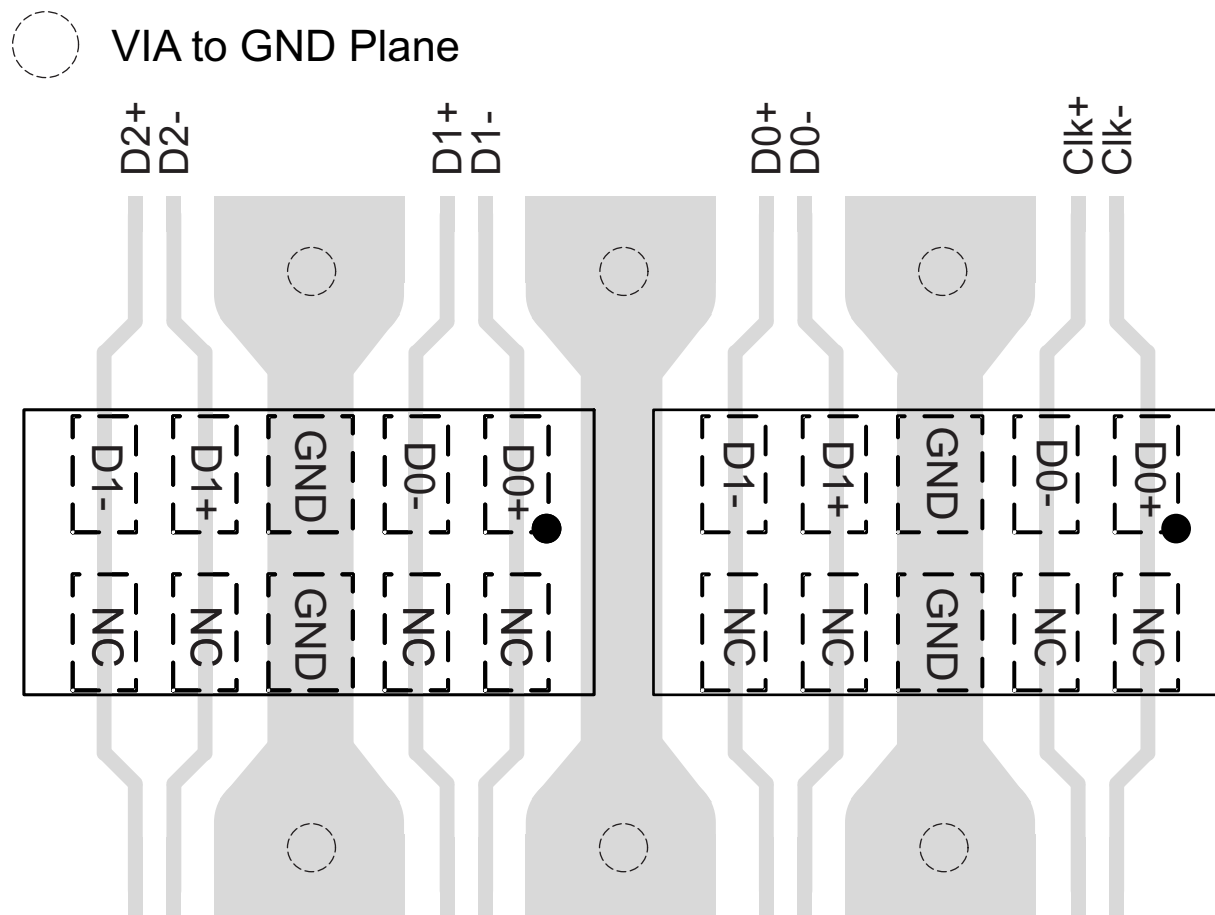 VIA to GND Plane
D2+
D2-
D1+
D1-
D0+
D0-
Clk+
Clk-
D1-
D1+
GND
D0-
D0+
D1-
D1+
GND
D0-
D0+
NC
NC
GND
NC
NC
NC
NC
GND
NC
NC